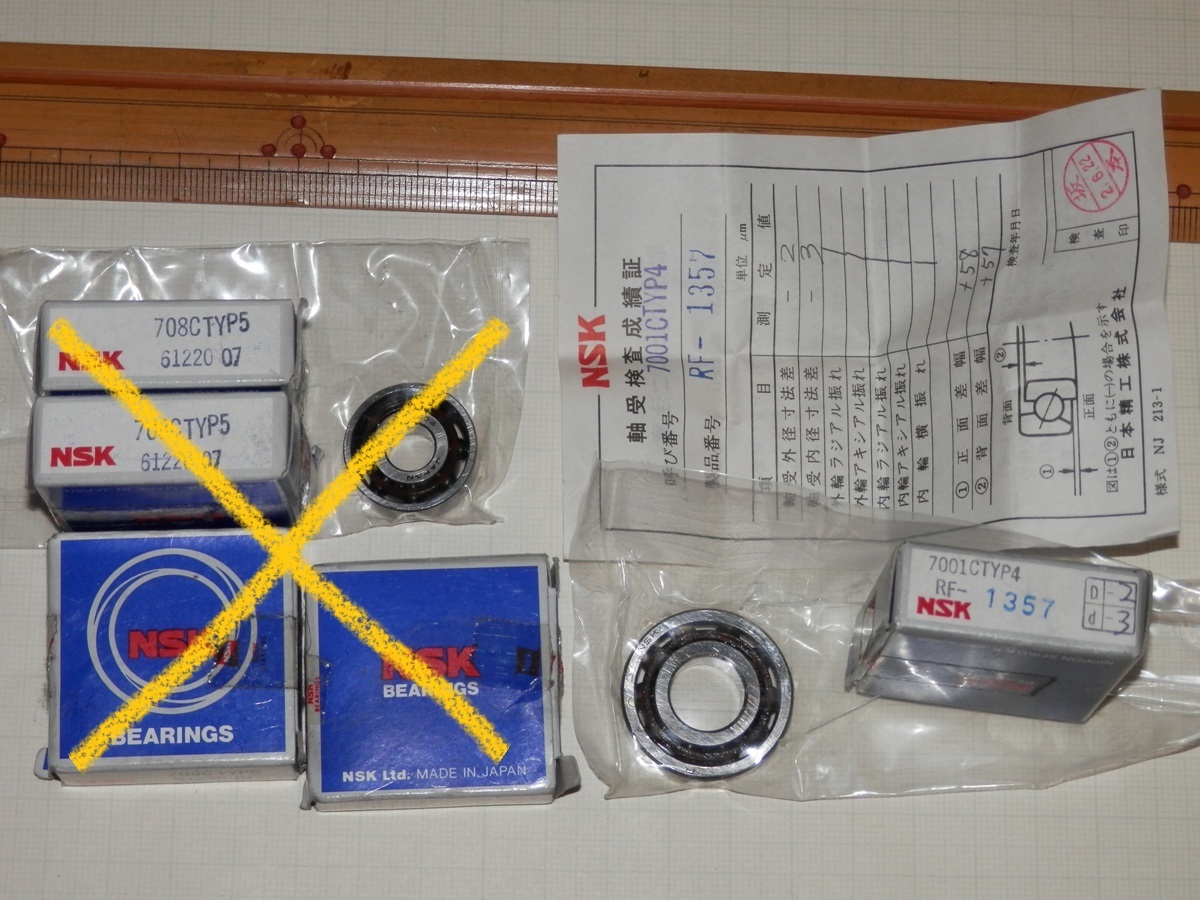 708CTYP5
NSK 61220 07
TYP5
NSK 6122 07
NSK
BEARINGS
NSK
BEARINGS
NSK Ltd. MADE IN JAPAN
NSK
軸受検査成績証
呼び番号 7001CTYP4
製品番号 RF- 1357
単位 μm
項 目 測 定 値
軸受外径寸法差 - 2
軸受内径寸法差 - 3
外輪ラジアル振れ
外輪アキシアル振れ
内輪ラジアル振れ
内輪アキシアル振れ
内輪横振れ
① 正面差幅 +58
② 背面差幅 +57
検査年月日
検査印
2.8.22
背面
正面
①
②
図は①②ともに(−)の場合を示す
日本精工株式会社
様式 NJ 213-1
7001CTYP4
RF- 1357
NSK
D -2
d -3
NSK